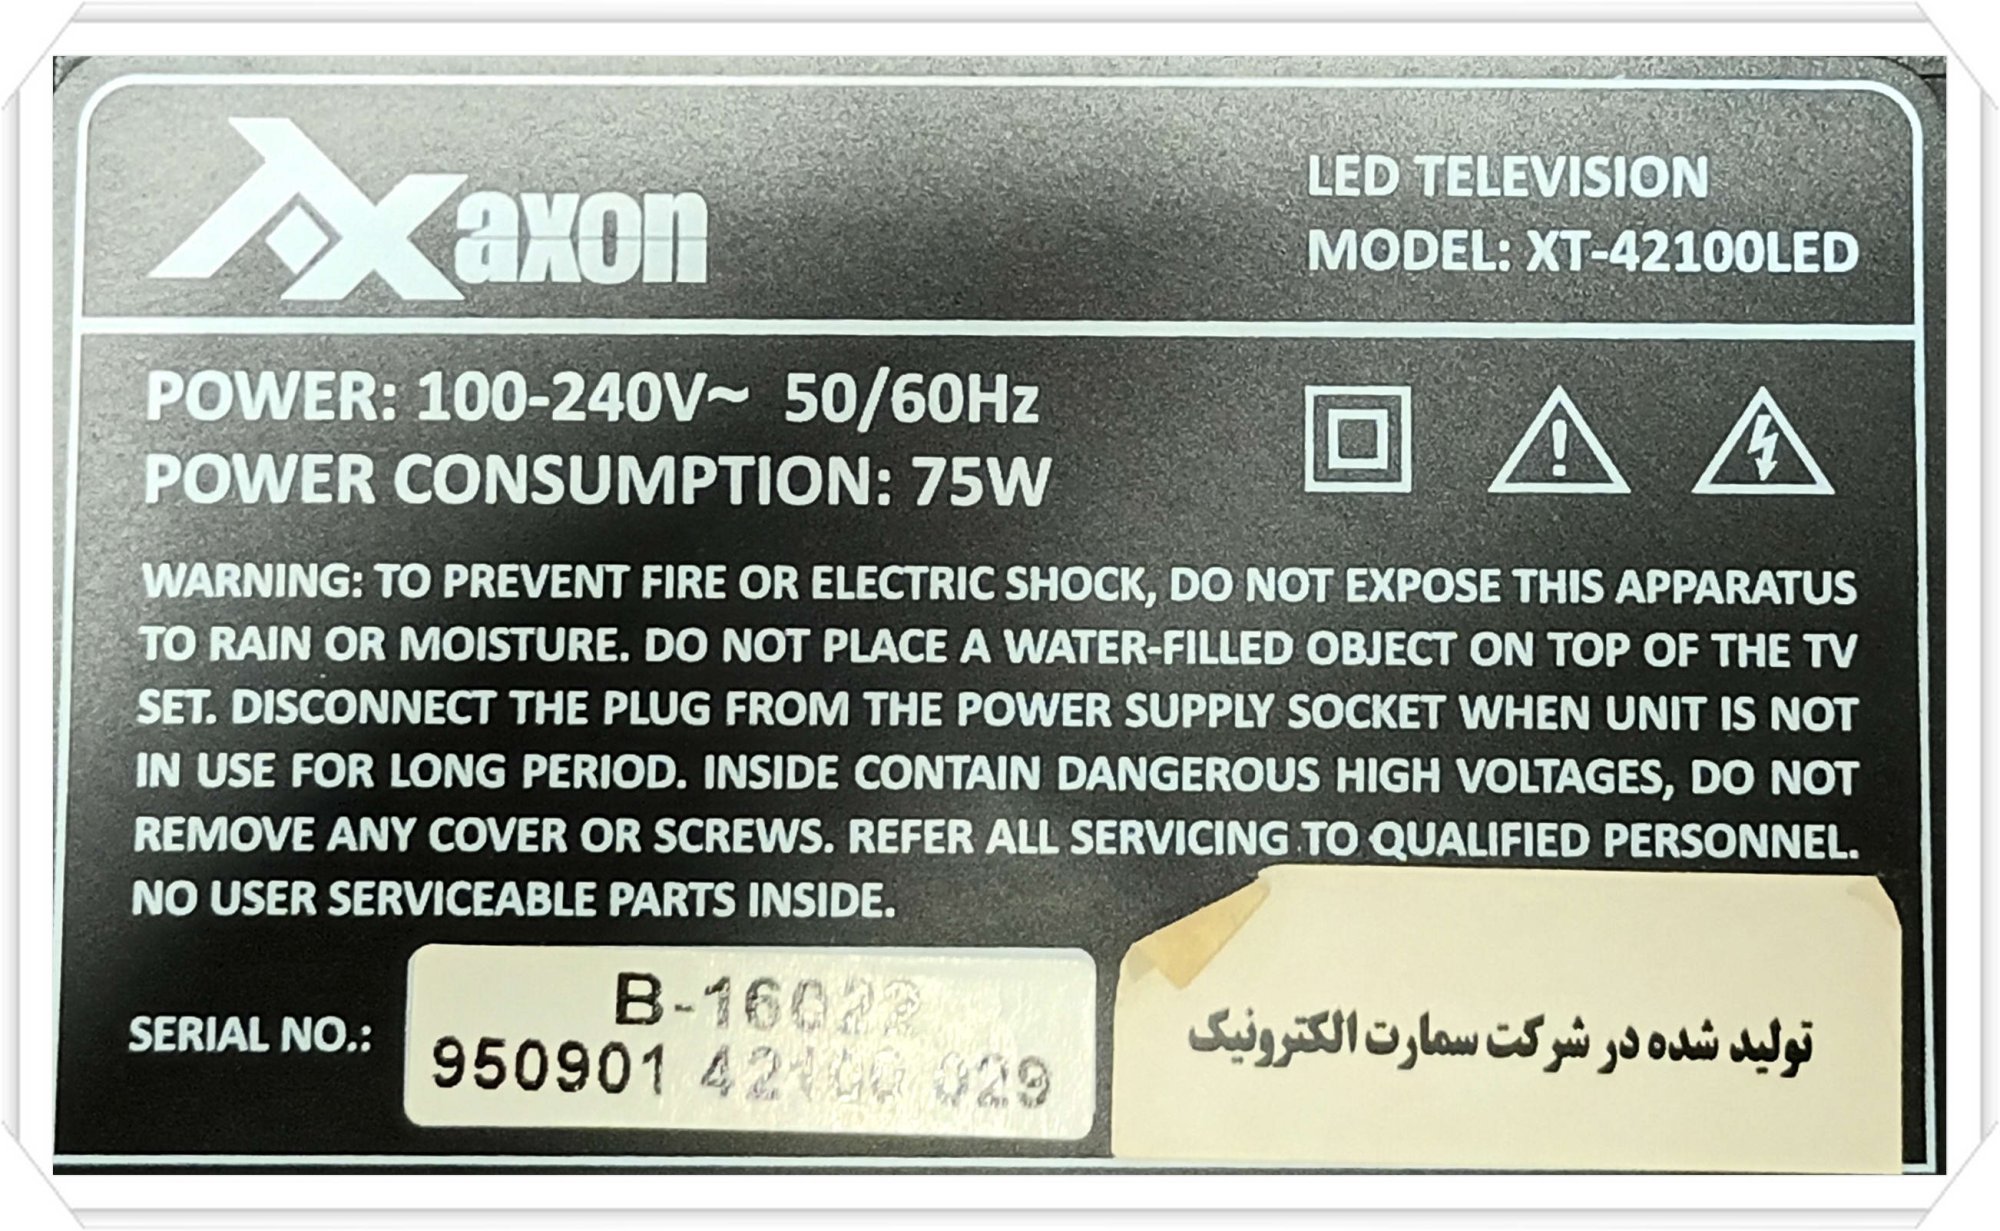 axon
LED TELEVISION
MODEL: XT-42100LED
POWER: 100-240V~ 50/60Hz
POWER CONSUMPTION: 75W
WARNING: TO PREVENT FIRE OR ELECTRIC SHOCK, DO NOT EXPOSE THIS APPARATUS
TO RAIN OR MOISTURE. DO NOT PLACE A WATER-FILLED OBJECT ON TOP OF THE TV
SET. DISCONNECT THE PLUG FROM THE POWER SUPPLY SOCKET WHEN UNIT IS NOT
IN USE FOR LONG PERIOD. INSIDE CONTAIN DANGEROUS HIGH VOLTAGES, DO NOT
REMOVE ANY COVER OR SCREWS. REFER ALL SERVICING TO QUALIFIED PERSONNEL.
NO USER SERVICEABLE PARTS INSIDE.
SERIAL NO.:
B-16022
950901 42100 029
تولید شده در شرکت سمارت الکترونیک